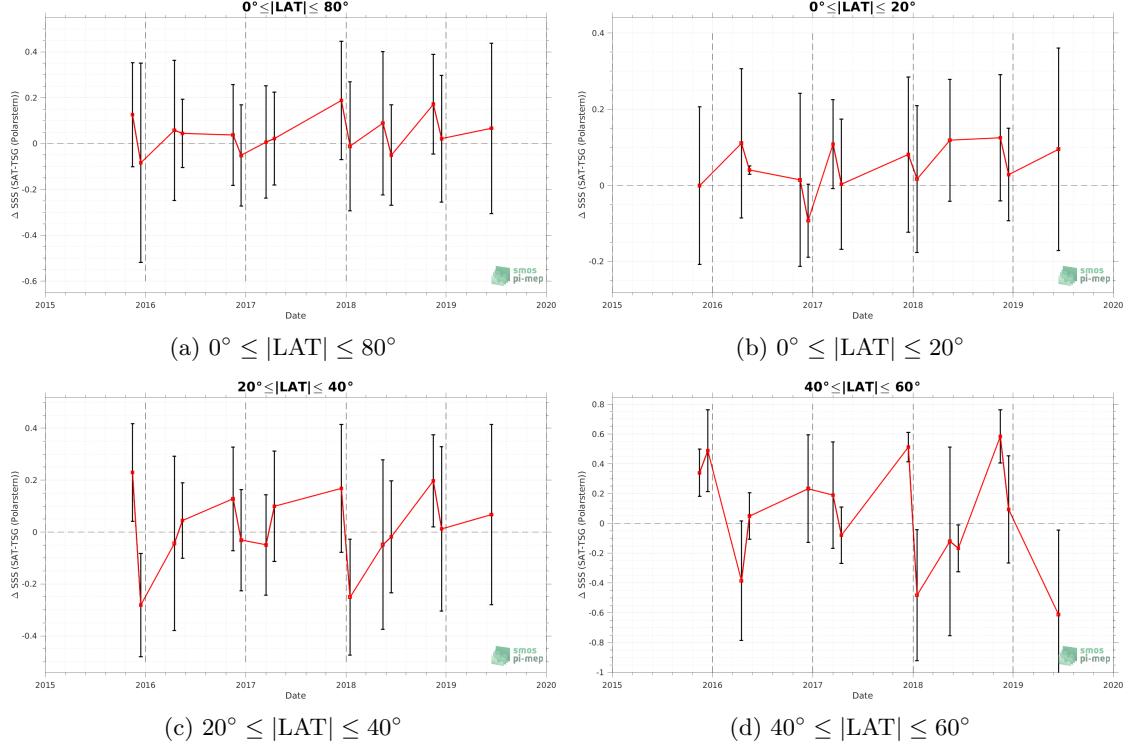 0°≤|LAT|≤ 80°
Δ SSS (SAT-TSG (Polarstern))
0.4
0.2
0
-0.2
-0.4
-0.6
2015 2016 2017 2018 2019 2020
Date
smos
pi-mep
(a) 0° ≤ |LAT| ≤ 80°
0°≤|LAT|≤ 20°
Δ SSS (SAT-TSG (Polarstern))
0.4
0.2
0
-0.2
2015 2016 2017 2018 2019 2020
Date
smos
pi-mep
(b) 0° ≤ |LAT| ≤ 20°
20°≤|LAT|≤ 40°
Δ SSS (SAT-TSG (Polarstern))
0.4
0.2
0
-0.2
-0.4
2015 2016 2017 2018 2019 2020
Date
smos
pi-mep
(c) 20° ≤ |LAT| ≤ 40°
40°≤|LAT|≤ 60°
Δ SSS (SAT-TSG (Polarstern))
0.8
0.6
0.4
0.2
0
-0.2
-0.4
-0.6
-0.8
-1
2015 2016 2017 2018 2019 2020
Date
smos
pi-mep
(d) 40° ≤ |LAT| ≤ 60°